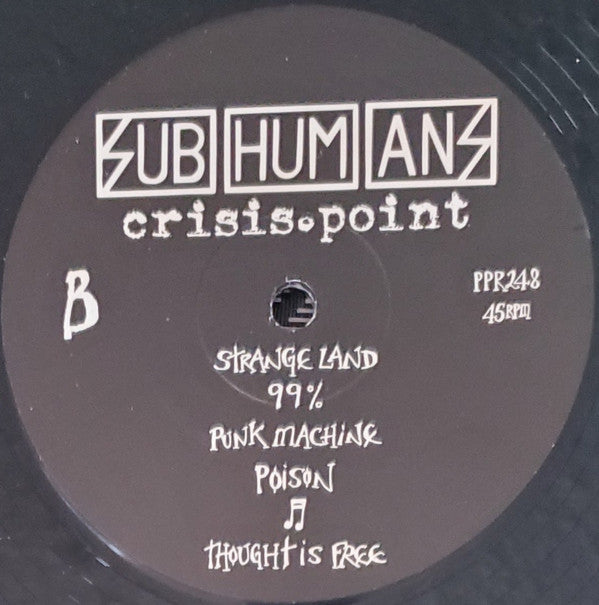 SUBHUMANS
crisis.point
B
PPR248
45RPM
STRANGE LAND
99%
PUNK MACHINE
POISON
♫
THOUGHT is FREE